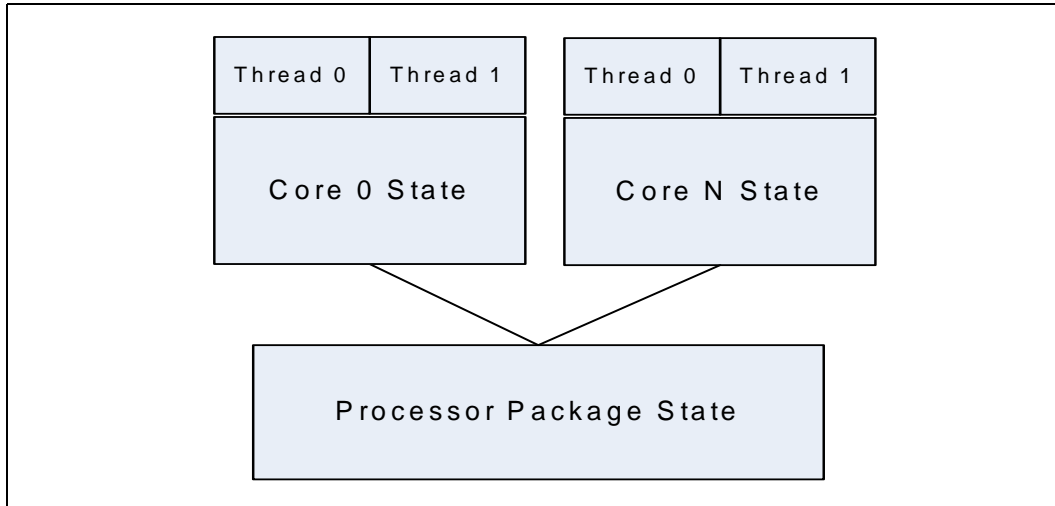 Thread 0
Thread 1
Thread 0
Thread 1
Core 0 State
Core N State
Processor Package State